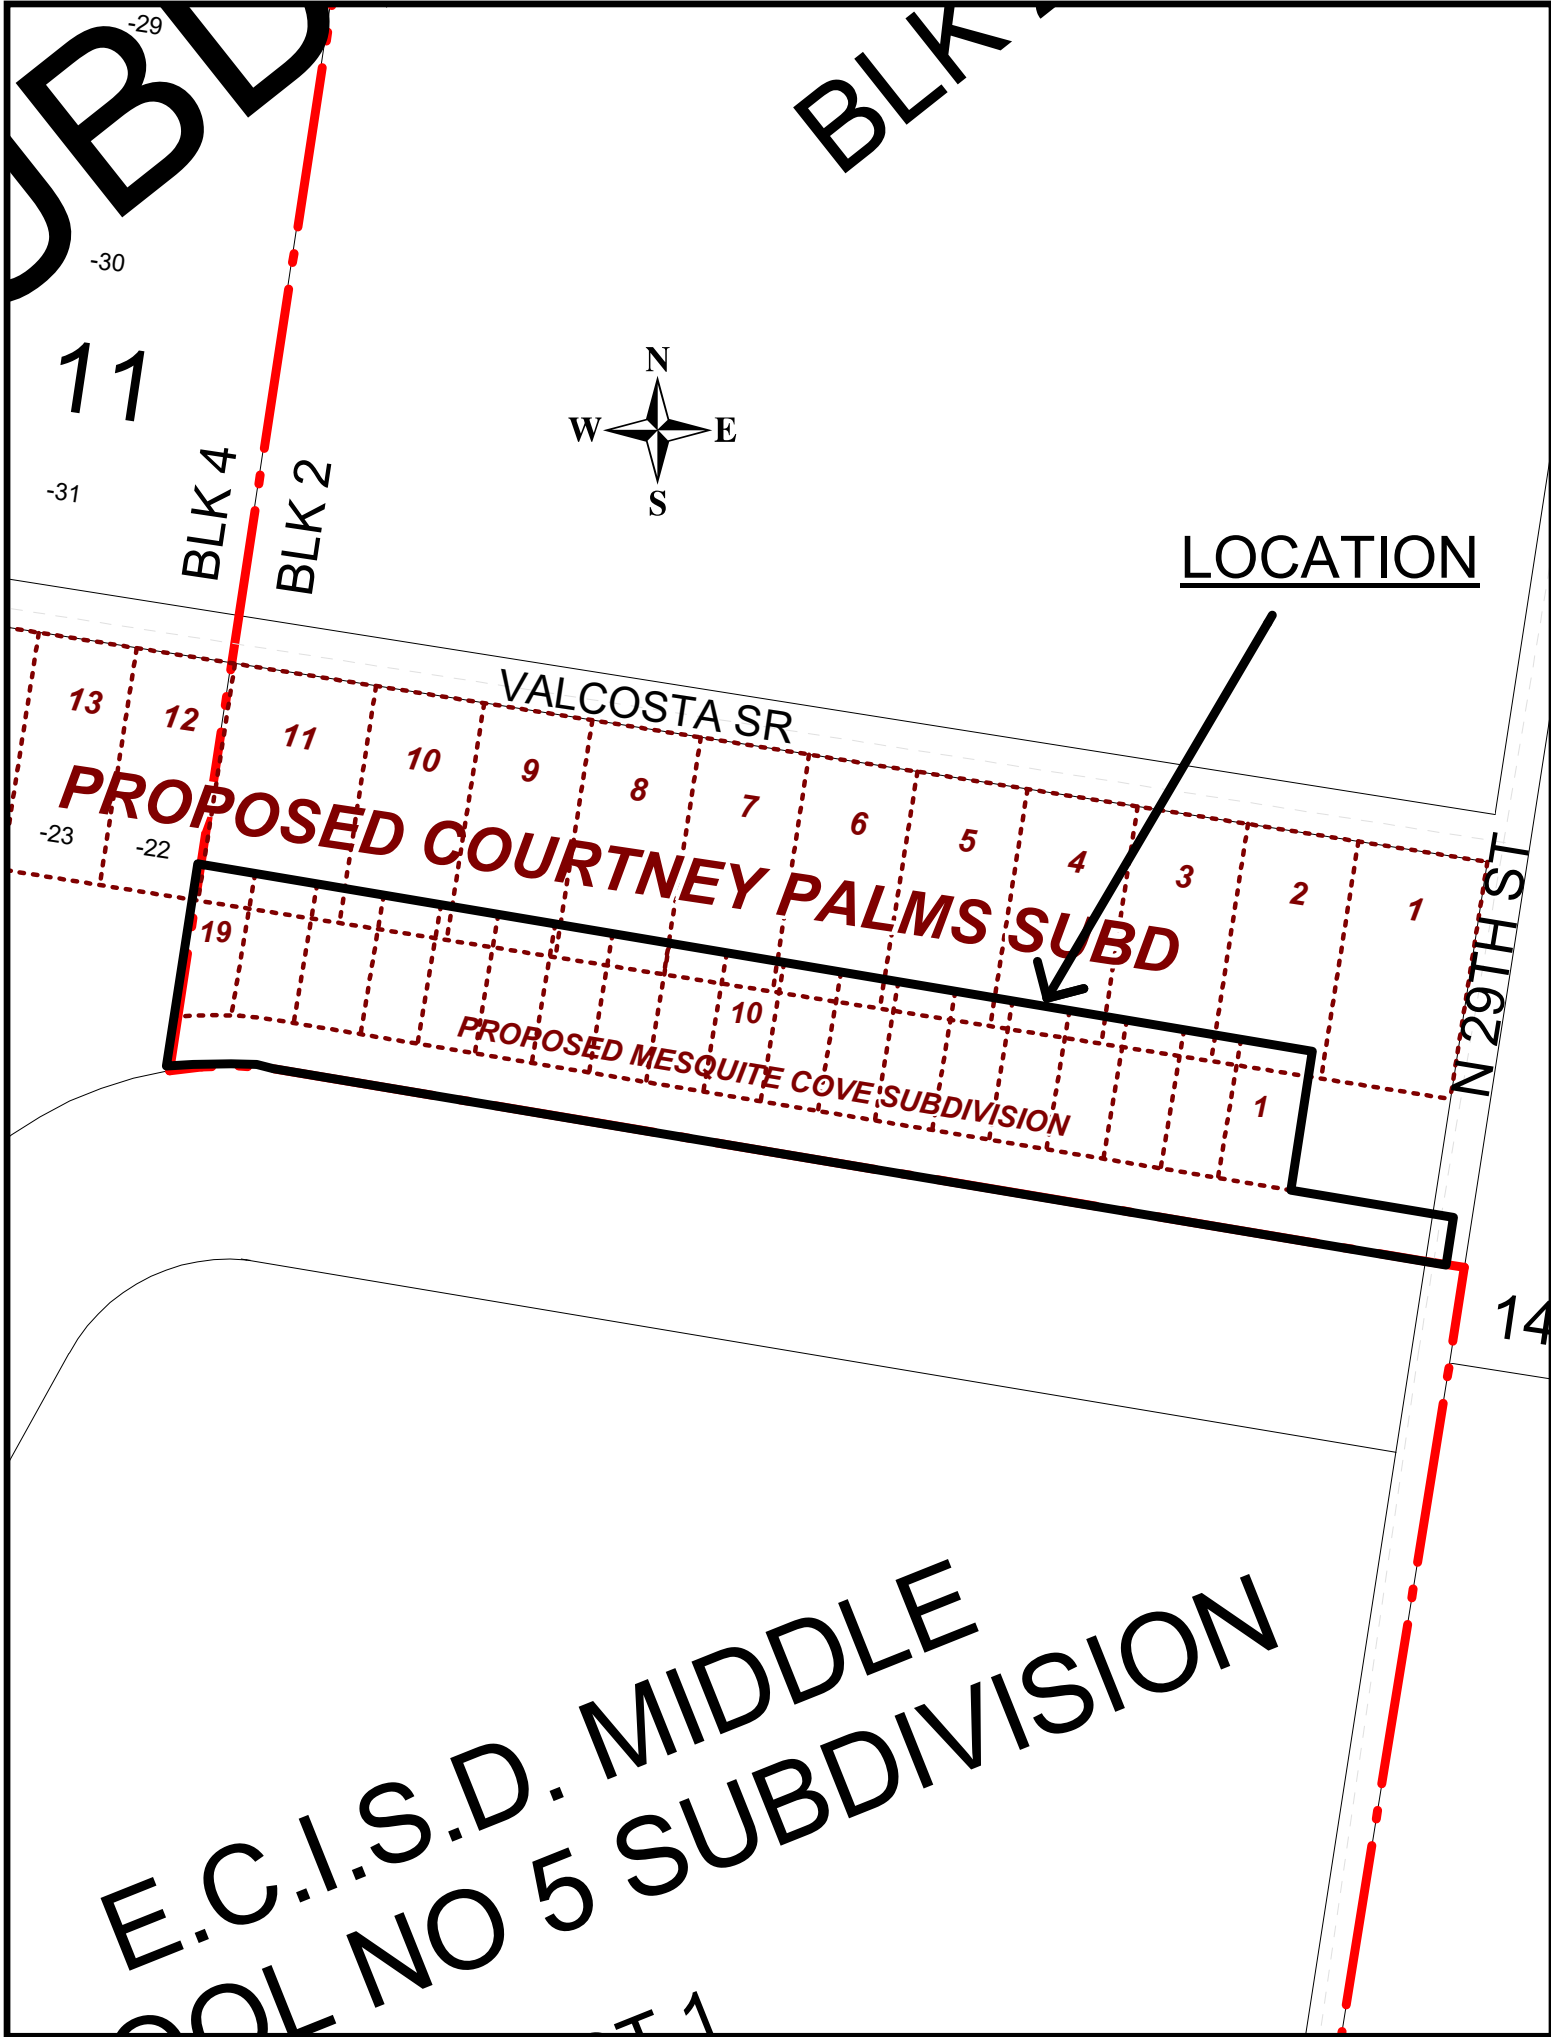 -29
UBD
BLK
-30
11
-31
BLK 4
BLK 2
N
W
E
S
LOCATION
VALCOSTA SR
13
12
11
10
9
8
7
6
5
4
3
2
1
PROPOSED COURTNEY PALMS SUBD
-23
-22
N 29TH ST
19
10
1
PROPOSED MESQUITE COVE SUBDIVISION
14
E.C.I.S.D. MIDDLE
OOL NO 5 SUBDIVISION
T 1